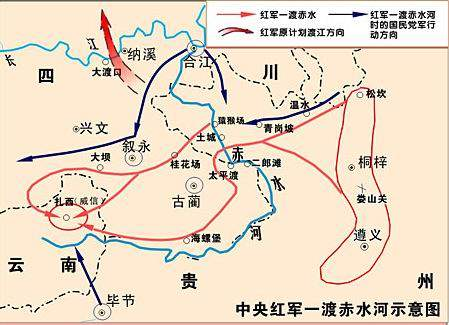 红军一渡赤水
红军原计划渡江方向
红军一渡赤水河
时的国民党军行
动方向
长
江
纳溪
大渡口
合江
四
川
温水
松坎
猿猴场
青岗坡
兴文
叙永
土城
赤
大坝
桂花场
二郎滩
太平渡
水
桐梓
娄山关
扎西(威信)
古蔺
遵义
海螺堡
河
云
南
贵
州
毕节
中央红军一渡赤水河示意图